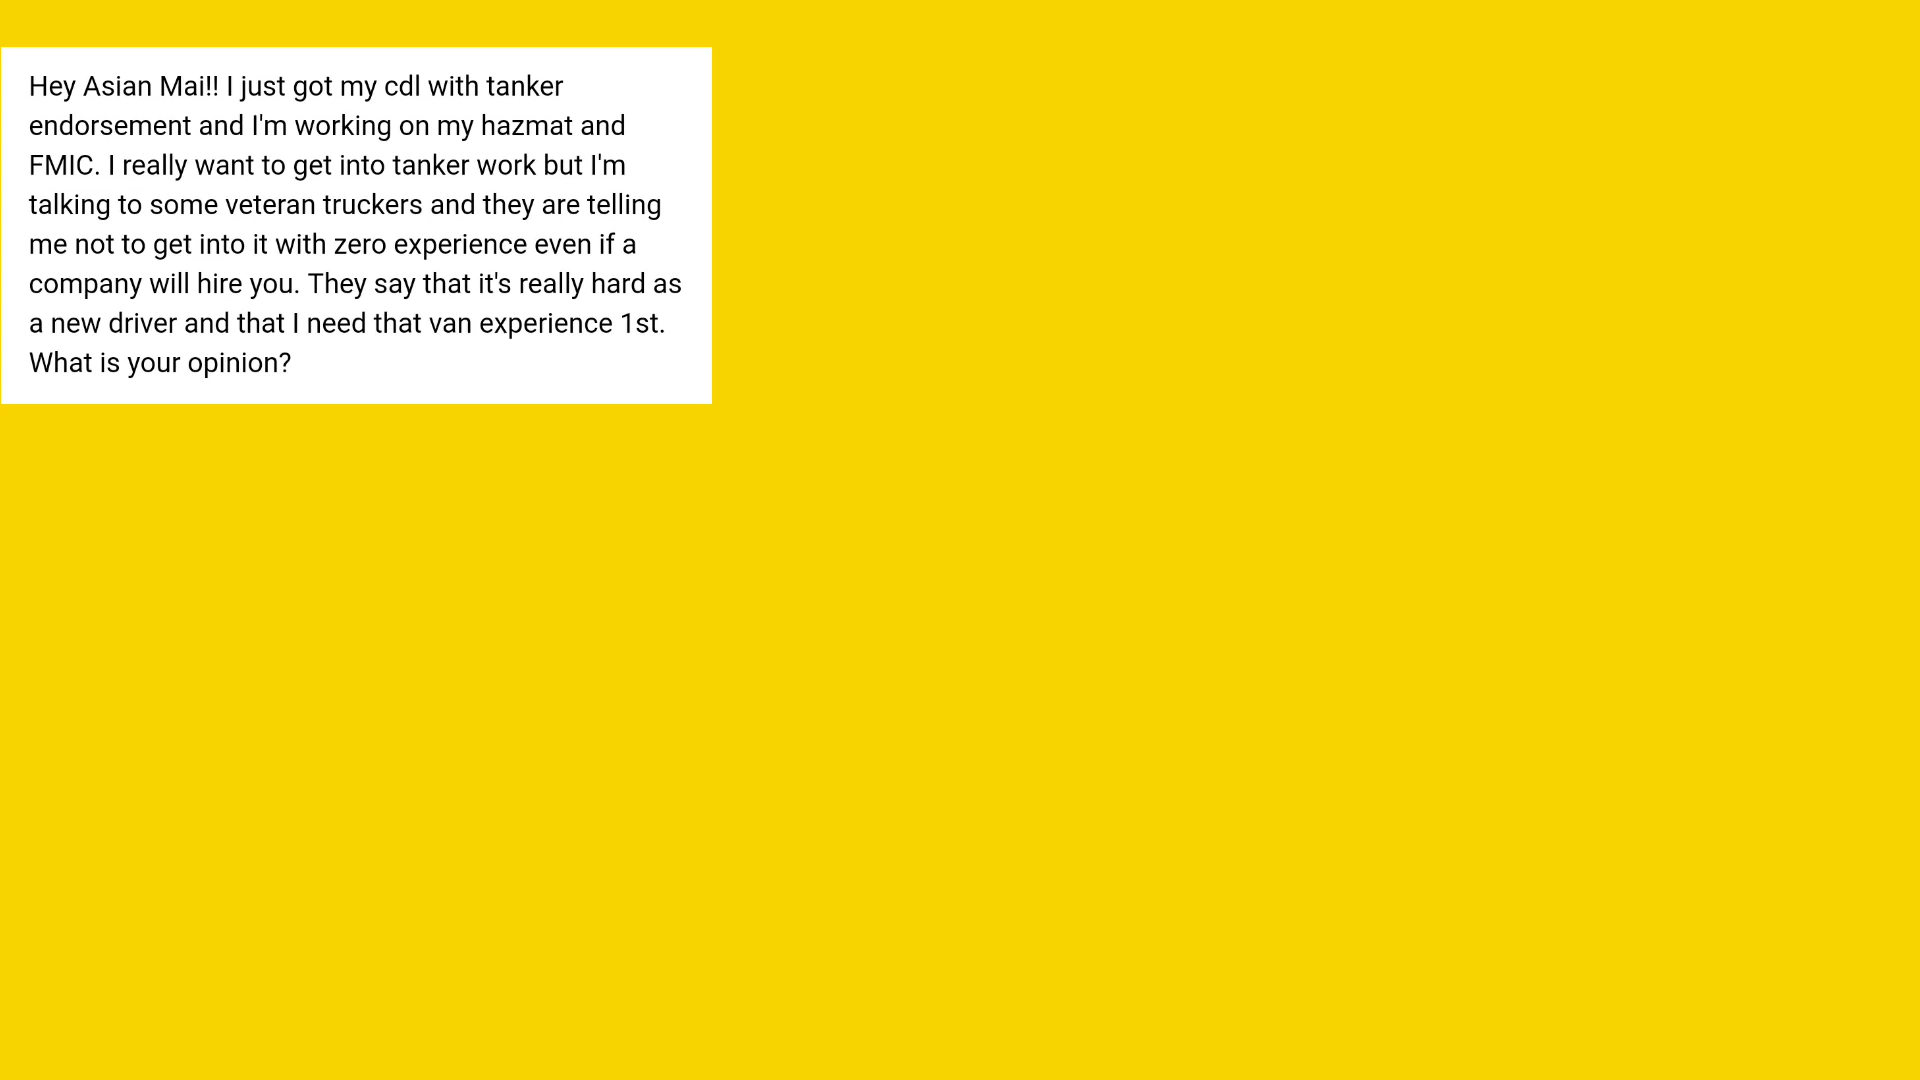 Hey Asian Mai!! I just got my cdl with tanker
endorsement and I'm working on my hazmat and
FMIC. I really want to get into tanker work but I'm
talking to some veteran truckers and they are telling
me not to get into it with zero experience even if a
company will hire you. They say that it's really hard as
a new driver and that I need that van experience 1st.
What is your opinion?